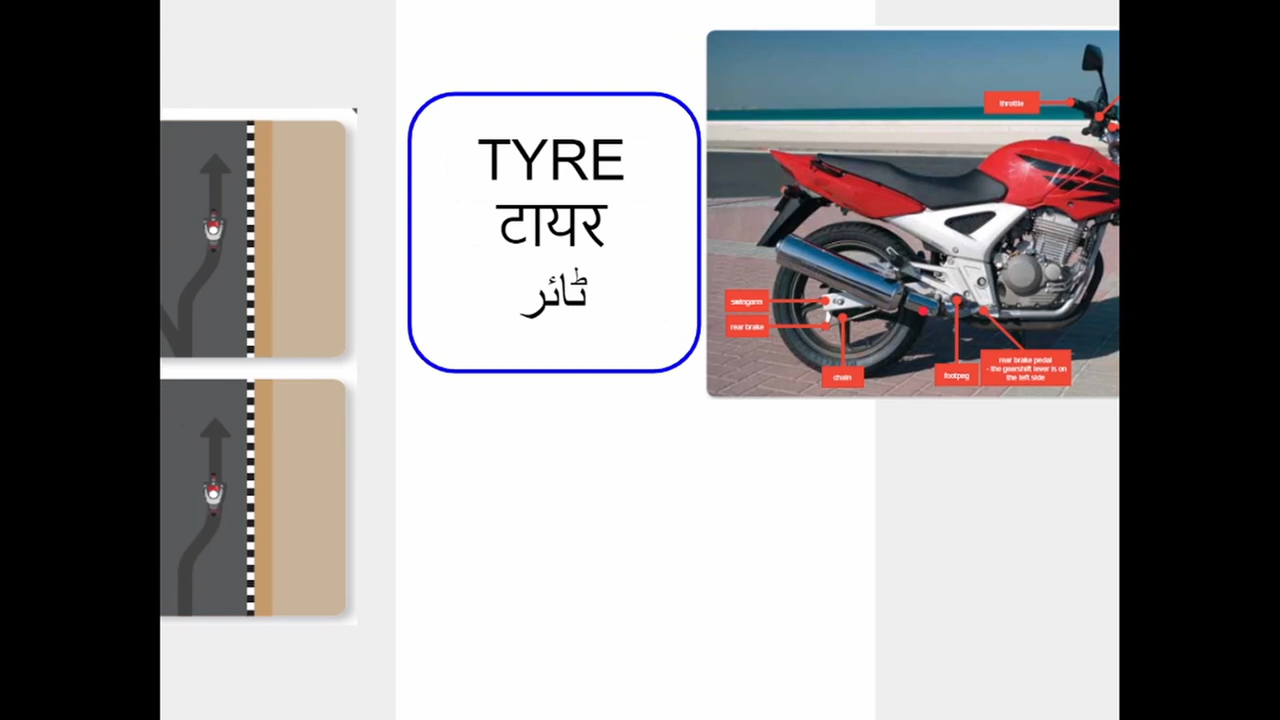 TYRE
टायर
ٹائر
throttle
swingarm
rear brake
chain
footpeg
rear brake pedal
- the gearshift lever is on
the left side